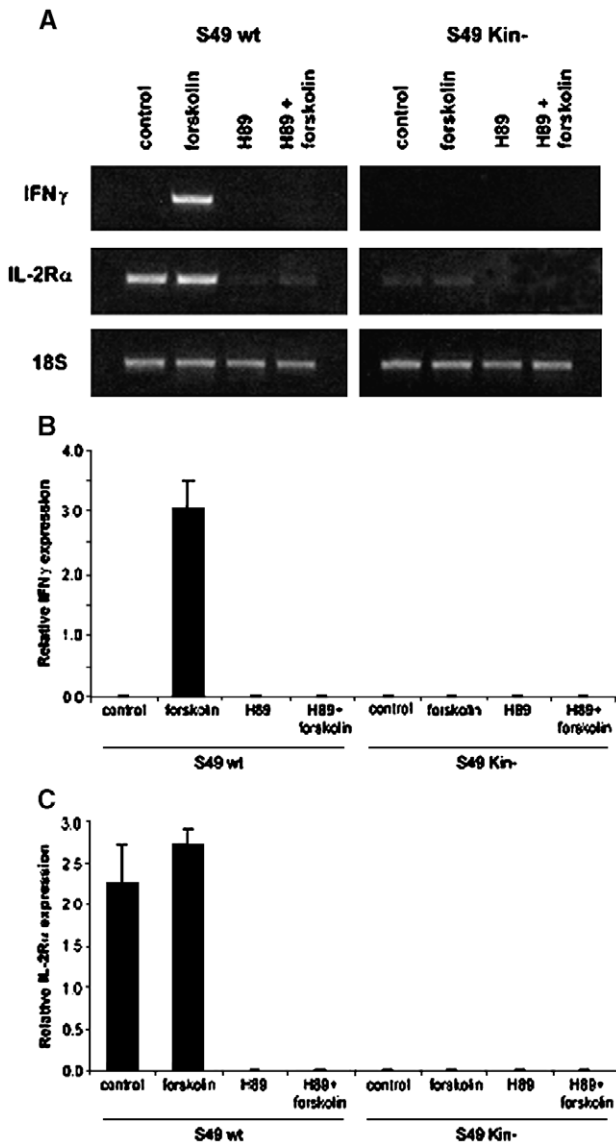 A
S49 wt
S49 Kin-
control
forskolin
H89
H89 +
forskolin
control
forskolin
H89
H89 +
forskolin
IFNγ
IL-2Rα
18S
B
Relative IFNγ expression
4.0
3.0
2.0
1.0
0.0
control
forskolin
H89
H89+
forskolin
control
forskolin
H89
H89+
forskolin
S49 wt
S49 Kin-
C
Relative IL-2Rα expression
3.0
2.5
2.0
1.5
1.0
0.5
0.0
control
forskolin
H89
H89+
forskolin
control
forskolin
H89
H89+
forskolin
S49 wt
S49 Kin-